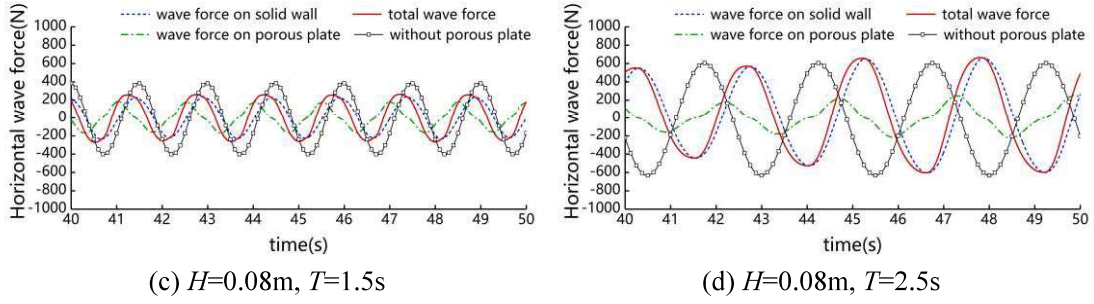 wave force on solid wall
total wave force
wave force on porous plate
without porous plate
Horizontal wave force(N)
1000
800
600
400
200
0
-200
-400
-600
-800
-1000
40 41 42 43 44 45 46 47 48 49 50
time(s)
(c) H=0.08m, T=1.5s
wave force on solid wall
total wave force
wave force on porous plate
without porous plate
Horizontal wave force(N)
1000
800
600
400
200
0
-200
-400
-600
-800
-1000
40 41 42 43 44 45 46 47 48 49 50
time(s)
(d) H=0.08m, T=2.5s